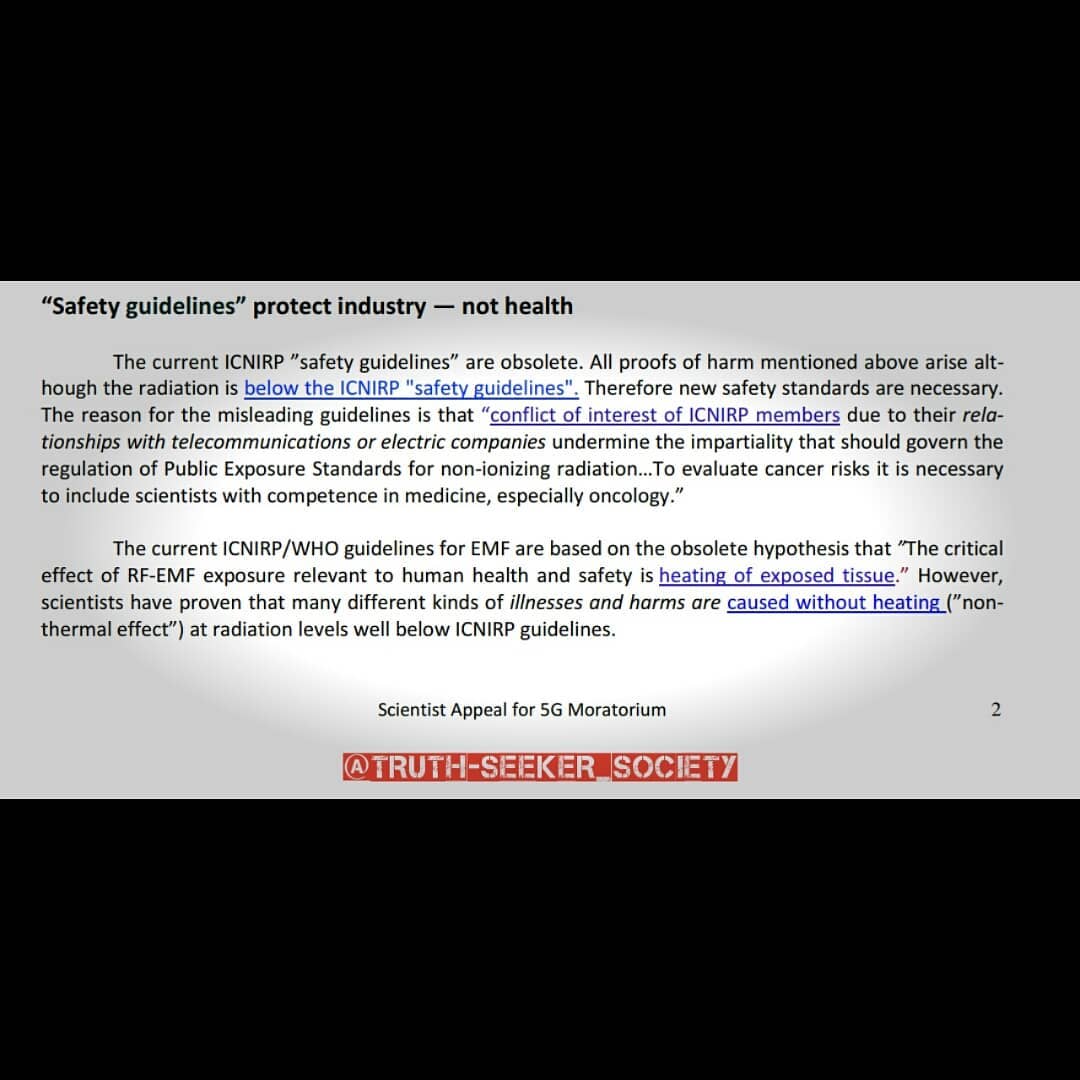 “Safety guidelines” protect industry — not health
The current ICNIRP ”safety guidelines” are obsolete. All proofs of harm mentioned above arise alt-
hough the radiation is below the ICNIRP "safety guidelines". Therefore new safety standards are necessary.
The reason for the misleading guidelines is that “conflict of interest of ICNIRP members due to their rela-
tionships with telecommunications or electric companies undermine the impartiality that should govern the
regulation of Public Exposure Standards for non-ionizing radiation...To evaluate cancer risks it is necessary
to include scientists with competence in medicine, especially oncology.”
The current ICNIRP/WHO guidelines for EMF are based on the obsolete hypothesis that ”The critical
effect of RF-EMF exposure relevant to human health and safety is heating of exposed tissue.” However,
scientists have proven that many different kinds of illnesses and harms are caused without heating (”non-
thermal effect”) at radiation levels well below ICNIRP guidelines.
Scientist Appeal for 5G Moratorium 2
@TRUTH-SEEKER_SOCIETY